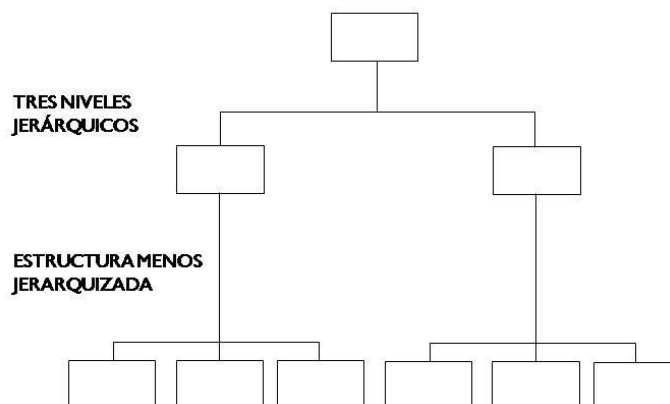 TRES NIVELES
JERÁRQUICOS
ESTRUCTURA MENOS
JERARQUIZADA